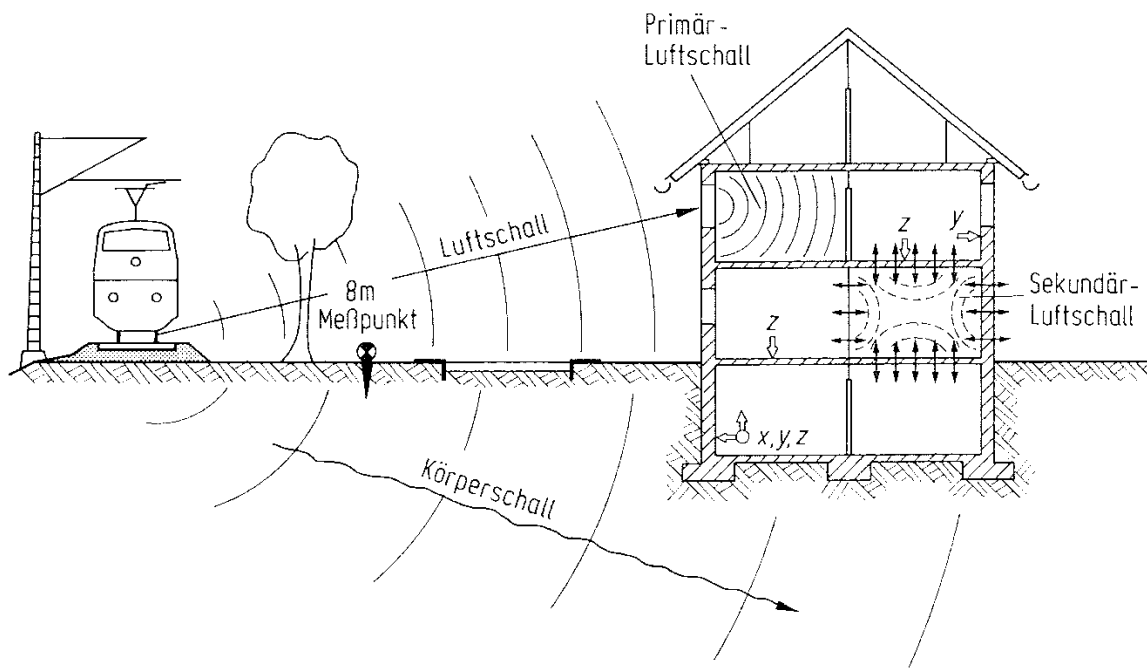 Primär-
Luftschall
Luftschall
8m
Meßpunkt
z
y
Sekundär-
Luftschall
z
x, y, z
Körperschall